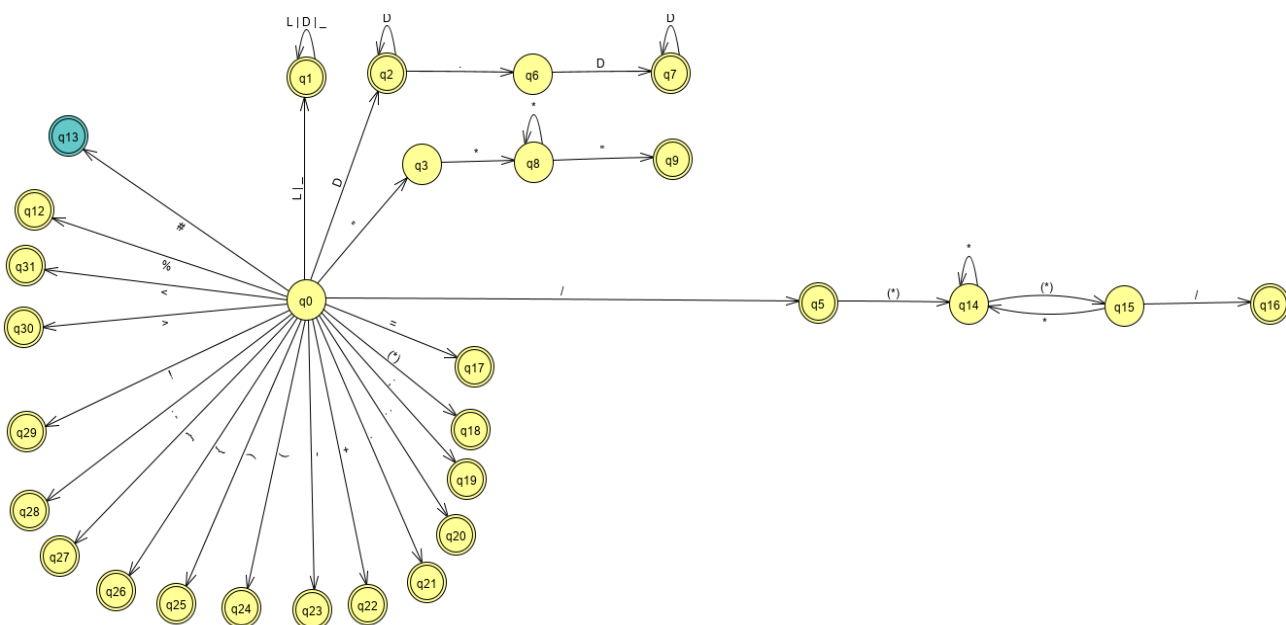 L | D | _
D
D
q1
q2
.
q6
D
q7
q13
*
q3
*
q8
"
q9
L | _
D
"
#
q12
%
q31
<
q0
/
q5
(*)
q14
*
(*)
*
q15
/
q16
q30
>
=
q17
(*)
q18
!
q29
;
}
{
)
(
-
+
.
:
q19
q28
q20
q27
q26
q25
q24
q23
q22
q21